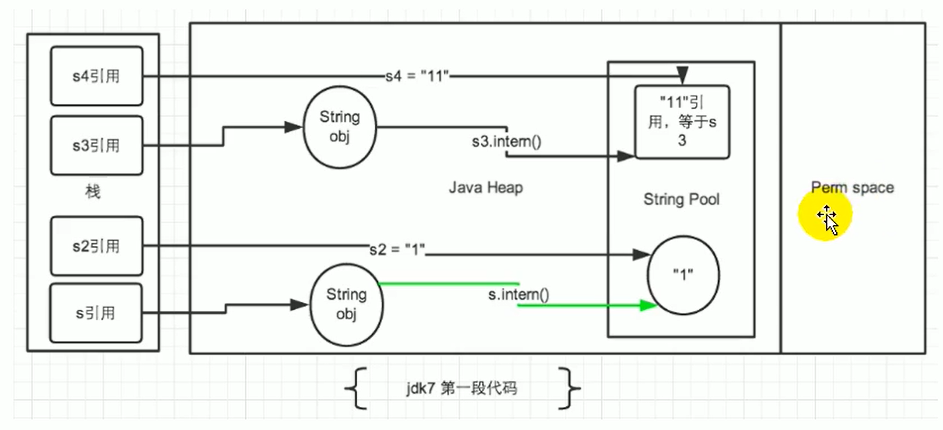 s4引用
s4 = "11"
"11"引
用，等于s
3
s3引用
String
obj
s3.intern()
栈
Java Heap
String Pool
Perm space
s2引用
s2 = "1"
"1"
s引用
String
obj
s.intern()
jdk7 第一段代码